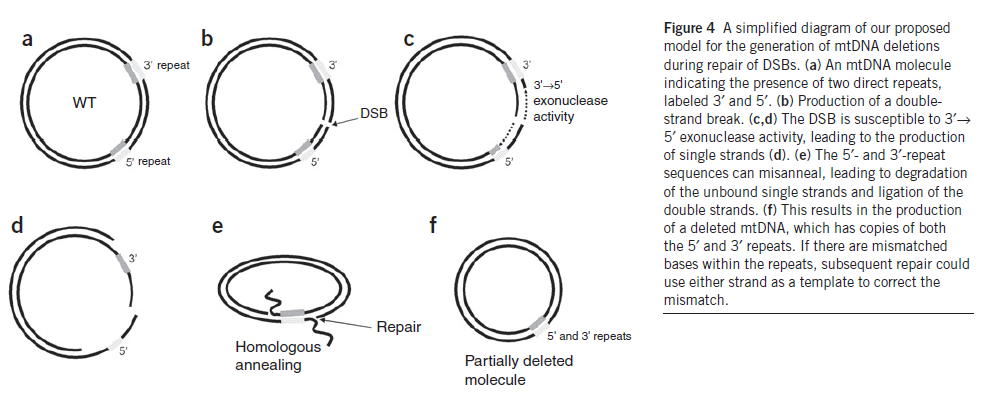 a
3′ repeat
WT
5′ repeat
b
3′
DSB
5′
c
3′
3′→5′
exonuclease
activity
5′
d
3′
5′
e
Repair
Homologous
annealing
f
5′ and 3′ repeats
Partially deleted
molecule
Figure 4 A simplified diagram of our proposed
model for the generation of mtDNA deletions
during repair of DSBs. (a) An mtDNA molecule
indicating the presence of two direct repeats,
labeled 3′ and 5′. (b) Production of a double-
strand break. (c,d) The DSB is susceptible to 3′→
5′ exonuclease activity, leading to the production
of single strands (d). (e) The 5′- and 3′-repeat
sequences can misanneal, leading to degradation
of the unbound single strands and ligation of the
double strands. (f) This results in the production
of a deleted mtDNA, which has copies of both
the 5′ and 3′ repeats. If there are mismatched
bases within the repeats, subsequent repair could
use either strand as a template to correct the
mismatch.